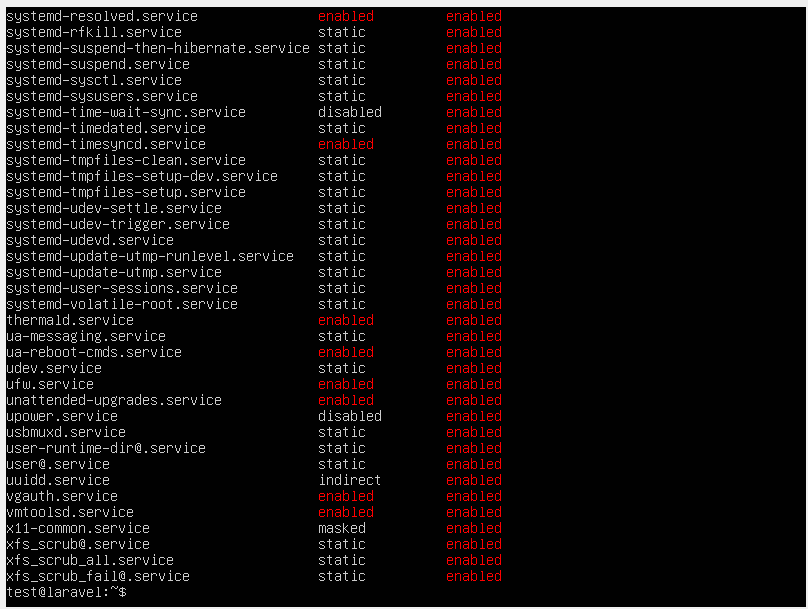 systemd-resolved.service enabled enabled
systemd-rfkill.service static enabled
systemd-suspend-then-hibernate.service static enabled
systemd-suspend.service static enabled
systemd-sysctl.service static enabled
systemd-sysusers.service static enabled
systemd-time-wait-sync.service disabled enabled
systemd-timedated.service static enabled
systemd-timesyncd.service enabled enabled
systemd-tmpfiles-clean.service static enabled
systemd-tmpfiles-setup-dev.service static enabled
systemd-tmpfiles-setup.service static enabled
systemd-udev-settle.service static enabled
systemd-udev-trigger.service static enabled
systemd-udevd.service static enabled
systemd-update-utmp-runlevel.service static enabled
systemd-update-utmp.service static enabled
systemd-user-sessions.service static enabled
systemd-volatile-root.service static enabled
thermald.service enabled enabled
ua-messaging.service static enabled
ua-reboot-cmds.service enabled enabled
udev.service static enabled
ufw.service enabled enabled
unattended-upgrades.service enabled enabled
upower.service disabled enabled
usbmuxd.service static enabled
user-runtime-dir@.service static enabled
user@.service static enabled
uuidd.service indirect enabled
vgauth.service enabled enabled
vmtoolsd.service enabled enabled
x11-common.service masked enabled
xfs_scrub@.service static enabled
xfs_scrub_all.service static enabled
xfs_scrub_fail@.service static enabled
test@laravel:~$